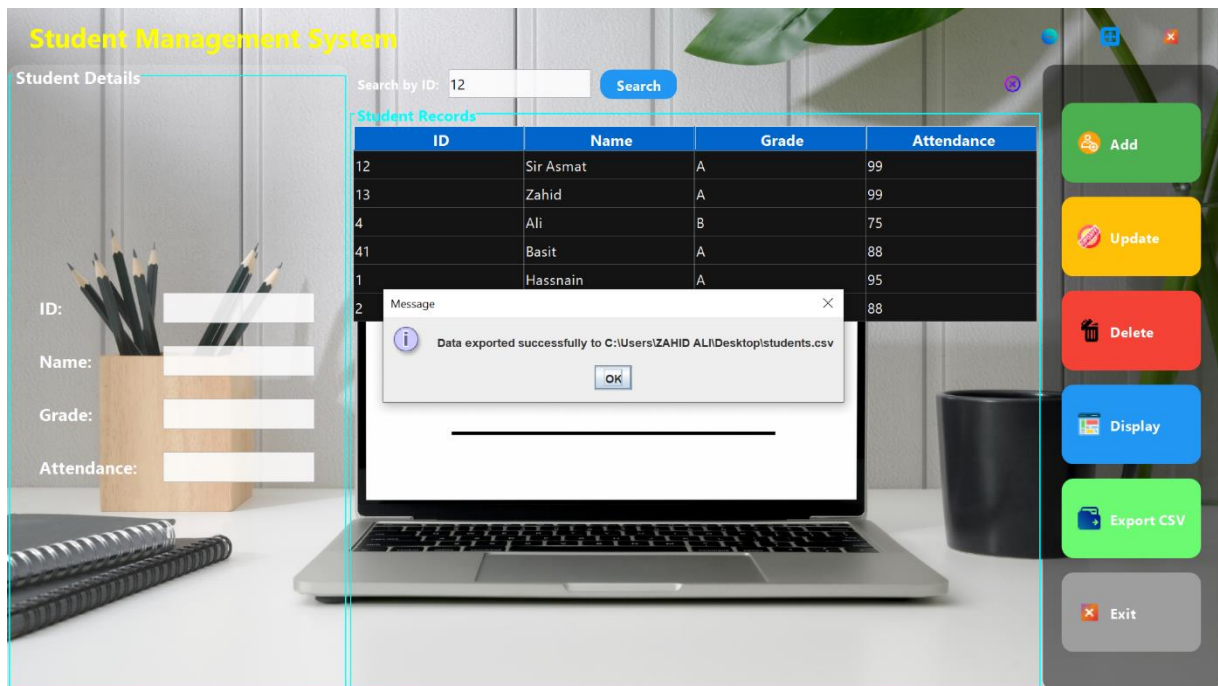 Student Management System
Student Details
Search by ID: 12 Search
Student Records
ID Name Grade Attendance
12 Sir Asmat A 99
13 Zahid A 99
4 Ali B 75
41 Basit A 88
1 Hassnain A 95
2 88
Message
Data exported successfully to C:\Users\ZAHID ALI\Desktop\students.csv
OK
ID:
Name:
Grade:
Attendance:
Add
Update
Delete
Display
Export CSV
Exit